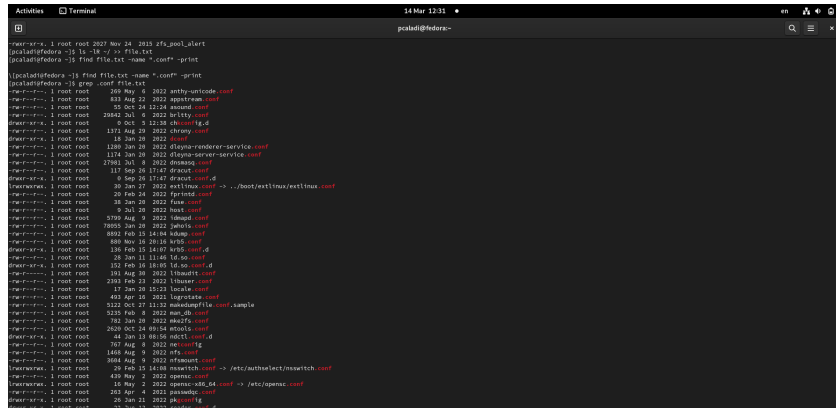 Activities Terminal 14 Mar 12:31 en
pcaladi@fedora:~
-rwxr-xr-x. 1 root root 2027 Nov 24 2015 zfs_pool_alert
[pcaladi@fedora ~]$ ls -l@ ~/ >> file.txt
[pcaladi@fedora ~]$ find file.txt -name ".conf" -print
\[pcaladi@fedora ~]$ find file.txt -name ".conf" -print
[pcaladi@fedora ~]$ grep .conf file.txt
-rw-r--r--. 1 root root 269 May 6 2022 anthy-unicode.conf
-rw-r--r--. 1 root root 833 Aug 22 2022 appstream.conf
-rw-r--r--. 1 root root 55 Oct 24 12:24 asound.conf
-rw-r--r--. 1 root root 29842 Jul 6 2022 brltty.conf
drwxr-xr-x. 1 root root 0 Oct 5 12:38 chkconfig.d
-rw-r--r--. 1 root root 1371 Aug 29 2022 chrony.conf
drwxr-xr-x. 1 root root 18 Jan 20 2022 dconf
-rw-r--r--. 1 root root 1280 Jan 20 2022 dleyna-renderer-service.conf
-rw-r--r--. 1 root root 1174 Jan 20 2022 dleyna-server-service.conf
-rw-r--r--. 1 root root 27981 Jul 8 2022 dnsmasq.conf
-rw-r--r--. 1 root root 117 Sep 26 17:47 dracut.conf
drwxr-xr-x. 1 root root 0 Sep 26 17:47 dracut.conf.d
lrwxrwxrwx. 1 root root 30 Jan 27 2022 extlinux.conf -> ../boot/extlinux/extlinux.conf
-rw-r--r--. 1 root root 20 Feb 24 2022 fprintd.conf
-rw-r--r--. 1 root root 38 Jan 20 2022 fuse.conf
-rw-r--r--. 1 root root 9 Jul 20 2022 host.conf
-rw-r--r--. 1 root root 5799 Aug 9 2022 idmapd.conf
-rw-r--r--. 1 root root 78055 Jan 20 2022 jwhois.conf
-rw-r--r--. 1 root root 8892 Feb 15 14:04 kdump.conf
-rw-r--r--. 1 root root 880 Nov 16 20:16 krb5.conf
drwxr-xr-x. 1 root root 136 Feb 15 14:07 krb5.conf.d
-rw-r--r--. 1 root root 28 Jan 11 11:46 ld.so.conf
drwxr-xr-x. 1 root root 152 Feb 16 18:05 ld.so.conf.d
-rw-r-----. 1 root root 191 Aug 30 2022 libaudit.conf
-rw-r--r--. 1 root root 2393 Feb 23 2022 libuser.conf
-rw-r--r--. 1 root root 17 Jan 20 15:23 locale.conf
-rw-r--r--. 1 root root 493 Apr 16 2021 logrotate.conf
-rw-r--r--. 1 root root 5122 Oct 27 11:32 makedumpfile.conf.sample
-rw-r--r--. 1 root root 5235 Feb 8 2022 man_db.conf
-rw-r--r--. 1 root root 782 Jan 20 2022 mke2fs.conf
-rw-r--r--. 1 root root 2620 Oct 24 09:54 mtools.conf
drwxr-xr-x. 1 root root 44 Jan 13 08:56 ndctl.conf.d
-rw-r--r--. 1 root root 767 Aug 8 2022 netconfig
-rw-r--r--. 1 root root 1468 Aug 9 2022 nfs.conf
-rw-r--r--. 1 root root 3604 Aug 9 2022 nfsmount.conf
lrwxrwxrwx. 1 root root 29 Feb 15 14:08 nsswitch.conf -> /etc/authselect/nsswitch.conf
-rw-r--r--. 1 root root 439 May 2 2022 opensc.conf
lrwxrwxrwx. 1 root root 16 May 2 2022 opensc-x86_64.conf -> /etc/opensc.conf
-rw-r--r--. 1 root root 263 Apr 4 2021 passwdqc.conf
drwxr-xr-x. 1 root root 26 Jan 21 2022 pkgconfig